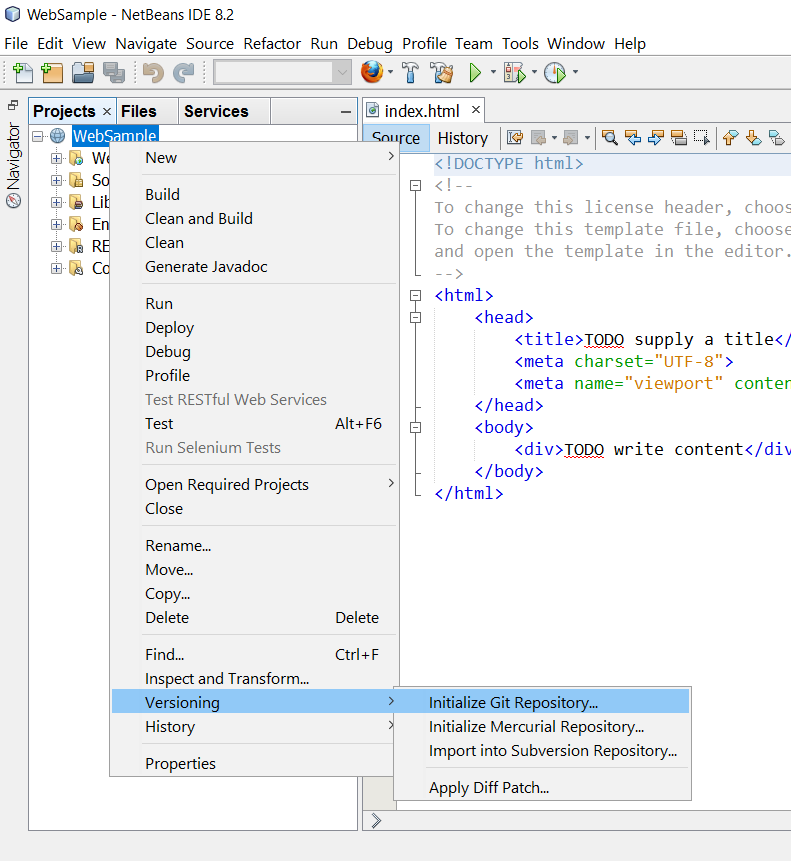 WebSample - NetBeans IDE 8.2
File Edit View Navigate Source Refactor Run Debug Profile Team Tools Window Help
Navigator
Projects × Files Services
WebSample
We
So
Lib
En
RE
Co
New
Build
Clean and Build
Clean
Generate Javadoc
Run
Deploy
Debug
Profile
Test RESTful Web Services
Test Alt+F6
Run Selenium Tests
Open Required Projects
Close
Rename...
Move...
Copy...
Delete Delete
Find... Ctrl+F
Inspect and Transform...
Versioning
History
Properties
Initialize Git Repository...
Initialize Mercurial Repository...
Import into Subversion Repository...
Apply Diff Patch...
index.html ×
Source History
<!DOCTYPE html>
<!--
To change this license header, choos
To change this template file, choose
and open the template in the editor.
-->
<html>
<head>
<title>TODO supply a title</
<meta charset="UTF-8">
<meta name="viewport" conten
</head>
<body>
<div>TODO write content</div
</body>
</html>